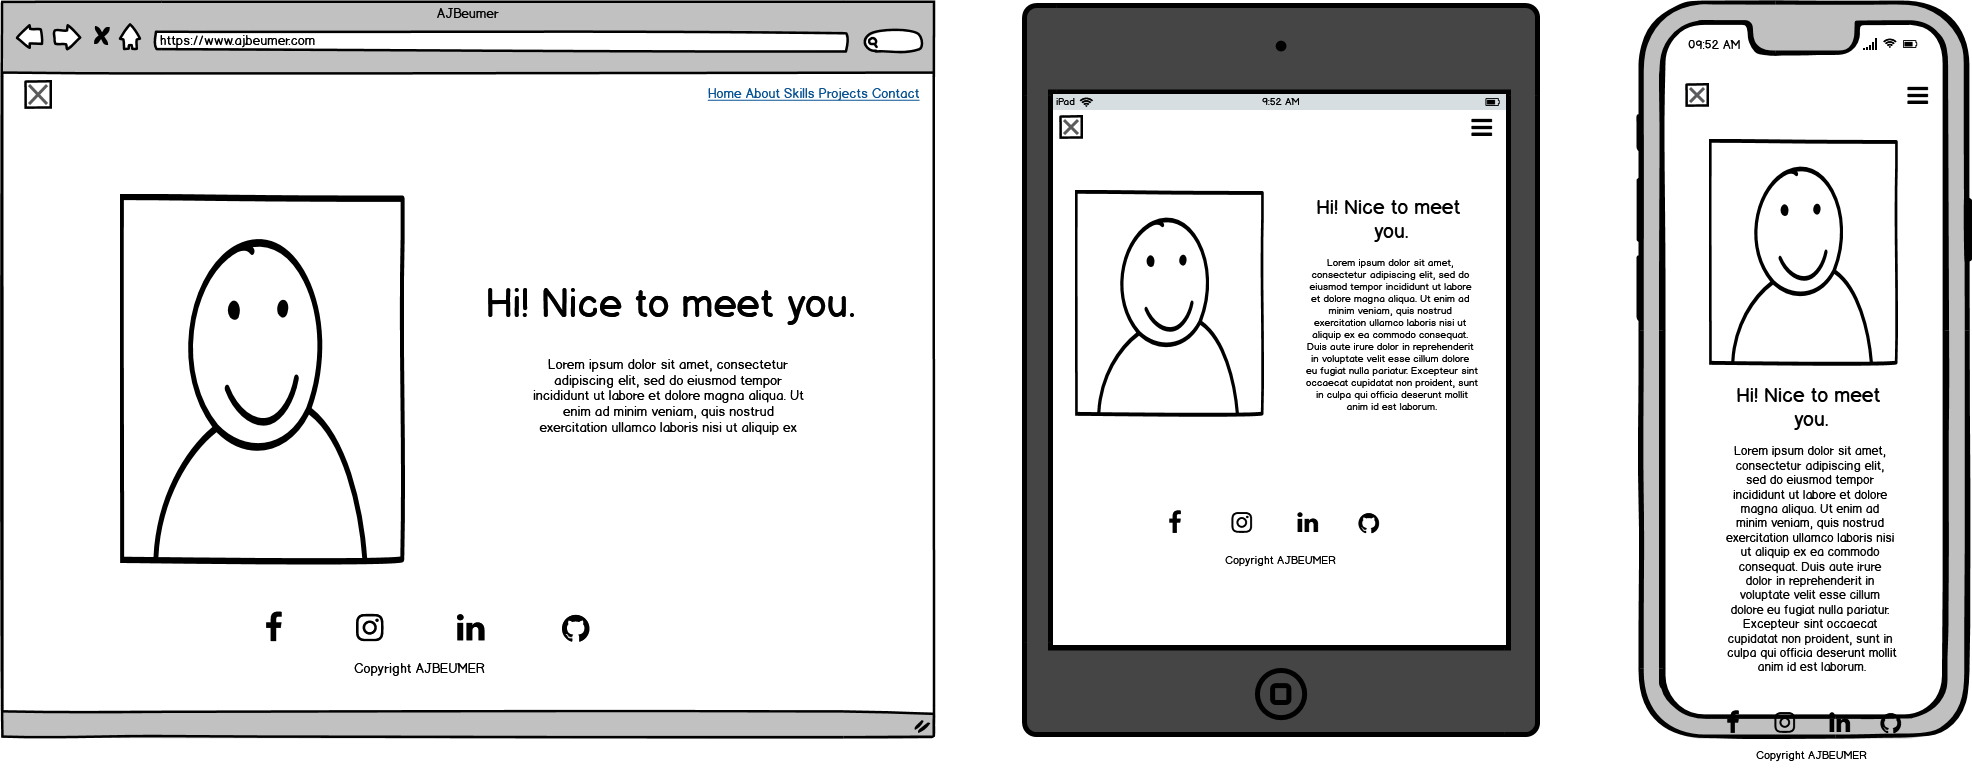 AJBeumer
https://www.ajbeumer.com
Home About Skills Projects Contact
Hi! Nice to meet you.
Lorem ipsum dolor sit amet, consectetur
adipiscing elit, sed do eiusmod tempor
incididunt ut labore et dolore magna aliqua. Ut
enim ad minim veniam, quis nostrud
exercitation ullamco laboris nisi ut aliquip ex
Copyright AJBEUMER
iPad
9:52 AM
Hi! Nice to meet
you.
Lorem ipsum dolor sit amet,
consectetur adipiscing elit, sed do
eiusmod tempor incididunt ut labore
et dolore magna aliqua. Ut enim ad
minim veniam, quis nostrud
exercitation ullamco laboris nisi ut
aliquip ex ea commodo consequat.
Duis aute irure dolor in reprehenderit
in voluptate velit esse cillum dolore
eu fugiat nulla pariatur. Excepteur sint
occaecat cupidatat non proident, sunt
in culpa qui officia deserunt mollit
anim id est laborum.
Copyright AJBEUMER
09:52 AM
Hi! Nice to meet
you.
Lorem ipsum dolor sit amet,
consectetur adipiscing elit,
sed do eiusmod tempor
incididunt ut labore et dolore
magna aliqua. Ut enim ad
minim veniam, quis nostrud
exercitation ullamco laboris nisi
ut aliquip ex ea commodo
consequat. Duis aute irure
dolor in reprehenderit in
voluptate velit esse cillum
dolore eu fugiat nulla pariatur.
Excepteur sint occaecat
cupidatat non proident, sunt in
culpa qui officia deserunt mollit
anim id est laborum.
Copyright AJBEUMER